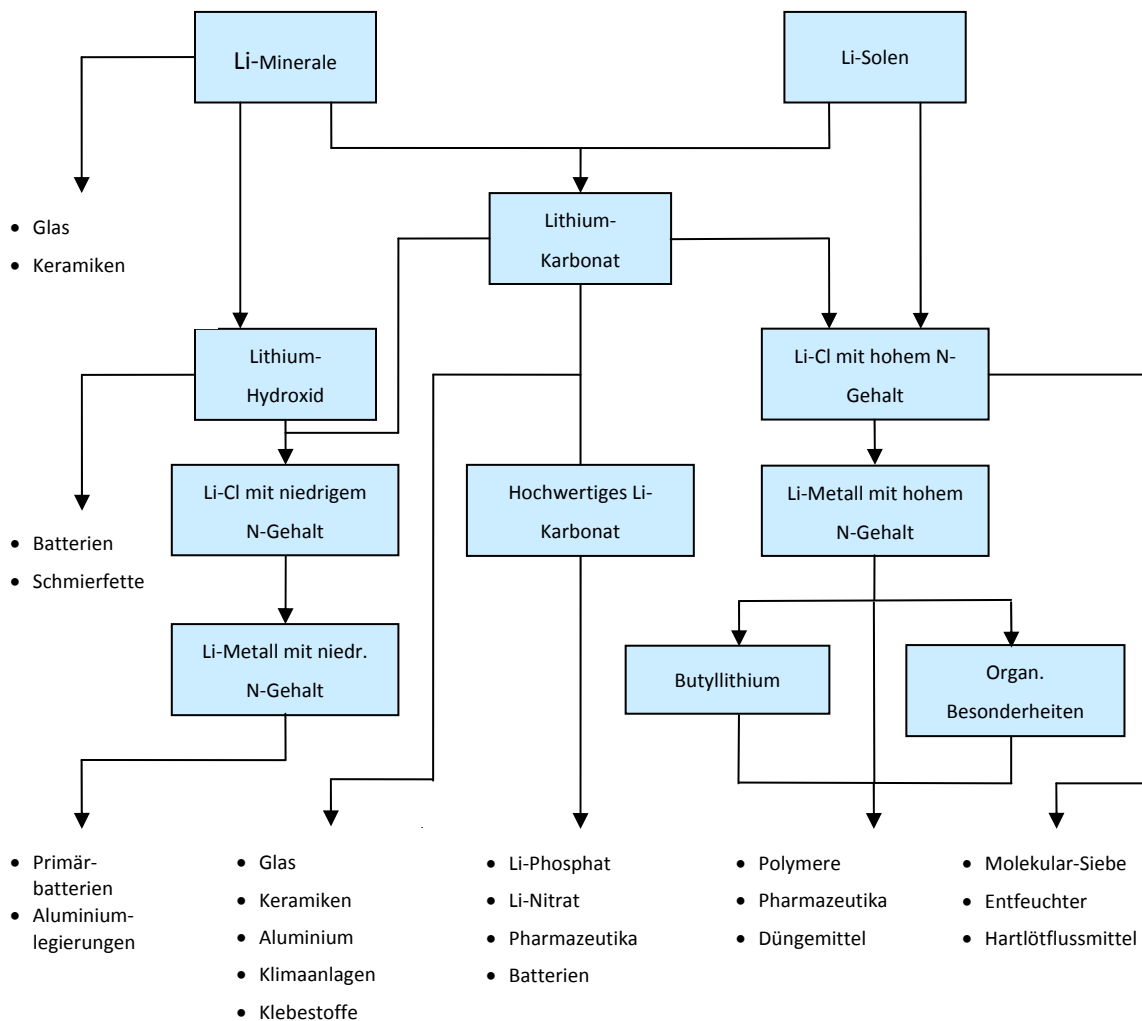 Li-Minerale
Li-Solen
Lithium-
Karbonat
• Glas
• Keramiken
Lithium-
Hydroxid
Li-Cl mit hohem N-
Gehalt
Li-Cl mit niedrigem
N-Gehalt
Hochwertiges Li-
Karbonat
Li-Metall mit hohem
N-Gehalt
• Batterien
• Schmierfette
Li-Metall mit niedr.
N-Gehalt
Butyllithium
Organ.
Besonderheiten
• Primär-
batterien
• Aluminium-
legierungen
• Glas
• Keramiken
• Aluminium
• Klimaanlagen
• Klebestoffe
• Li-Phosphat
• Li-Nitrat
• Pharmazeutika
• Batterien
• Polymere
• Pharmazeutika
• Düngemittel
• Molekular-Siebe
• Entfeuchter
• Hartlötflussmittel